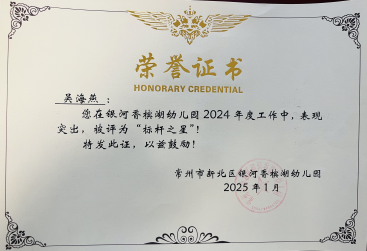 荣誉证书
HONORARY CREDENTIAL
吴海燕：
您在银河香槟湖幼儿园2024年度工作中，表现
突出，被评为“标杆之星”！
特发此证，以兹鼓励！
常州市新北区银河香槟湖幼儿园
2025年1月